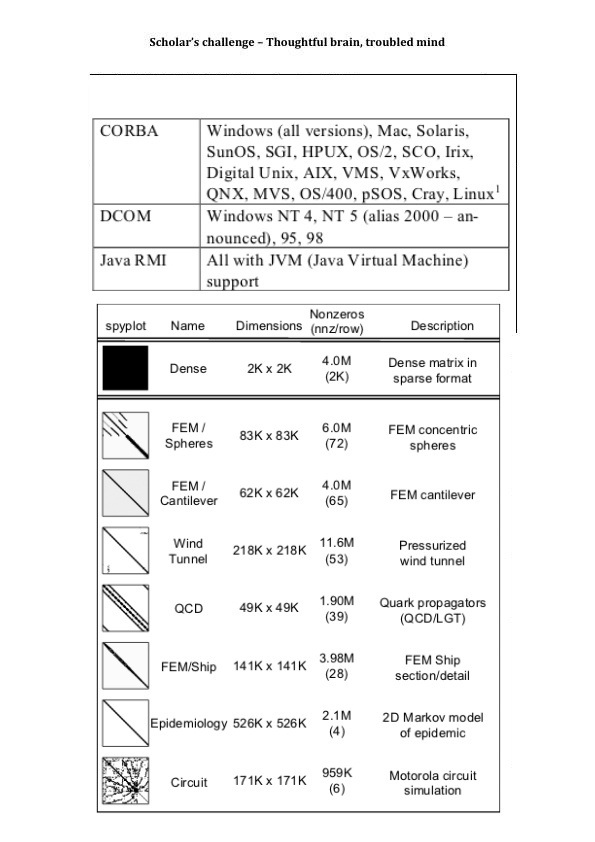 Scholar's challenge – Thoughtful brain, troubled mind
CORBA Windows (all versions), Mac, Solaris,
SunOS, SGI, HPUX, OS/2, SCO, Irix,
Digital Unix, AIX, VMS, VxWorks,
QNX, MVS, OS/400, pSOS, Cray, Linux¹
DCOM Windows NT 4, NT 5 (alias 2000 – an-
nounced), 95, 98
Java RMI All with JVM (Java Virtual Machine)
support
spyplot Name Dimensions Nonzeros (nnz/row) Description
Dense 2K x 2K 4.0M (2K) Dense matrix in
sparse format
FEM / Spheres 83K x 83K 6.0M (72) FEM concentric
spheres
FEM / Cantilever 62K x 62K 4.0M (65) FEM cantilever
Wind Tunnel 218K x 218K 11.6M (53) Pressurized
wind tunnel
QCD 49K x 49K 1.90M (39) Quark propagators
(QCD/LGT)
FEM/Ship 141K x 141K 3.98M (28) FEM Ship
section/detail
Epidemiology 526K x 526K 2.1M (4) 2D Markov model
of epidemic
Circuit 171K x 171K 959K (6) Motorola circuit
simulation